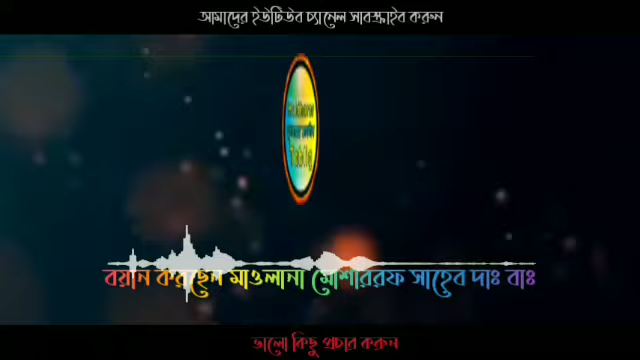 আমাদের ইউটিউব চ্যানেল সাবস্ক্রাইব করুন
বয়ান করছেন মাওলানা মোশাররফ সাহেব দাঃ বাঃ
ভালো কিছু প্রচার করুন